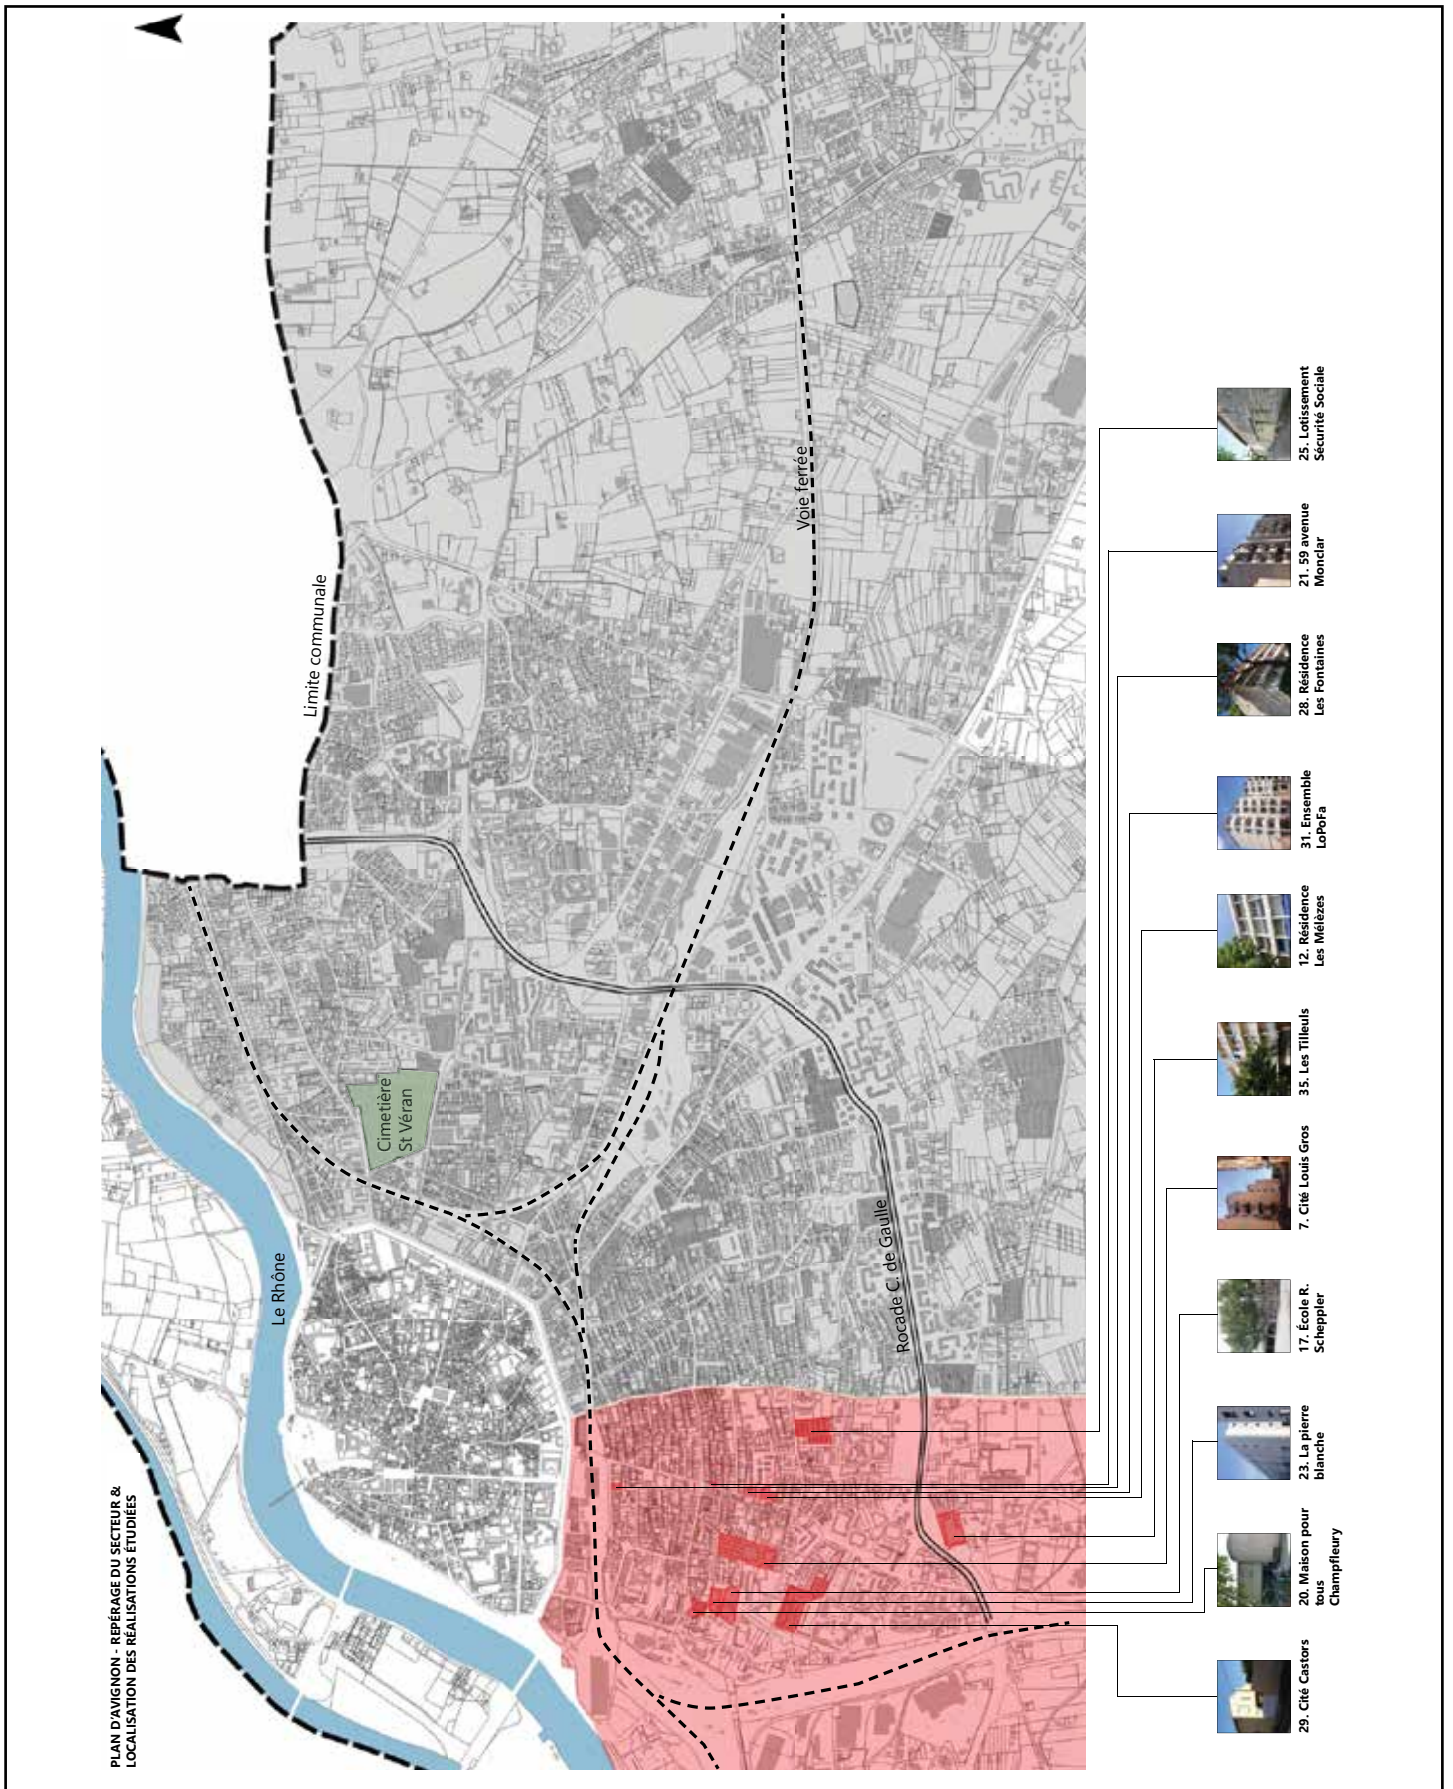 PLAN D'AVIGNON - REPÉRAGE DU SECTEUR &
LOCALISATION DES RÉALISATIONS ÉTUDIÉES
Le Rhône
Limite communale
Cimetière
St Véran
Voie ferrée
Rocade C. de Gaulle
29. Cité Castors
20. Maison pour
tous
Champfleury
23. La pierre
blanche
17. École R.
Scheppler
7. Cité Louis Gros
35. Les Tilleuls
12. Résidence
Les Mélèzes
31. Ensemble
LoPoFa
28. Résidence
Les Fontaines
21. 59 avenue
Monclar
25. Lotissement
Sécurité Sociale